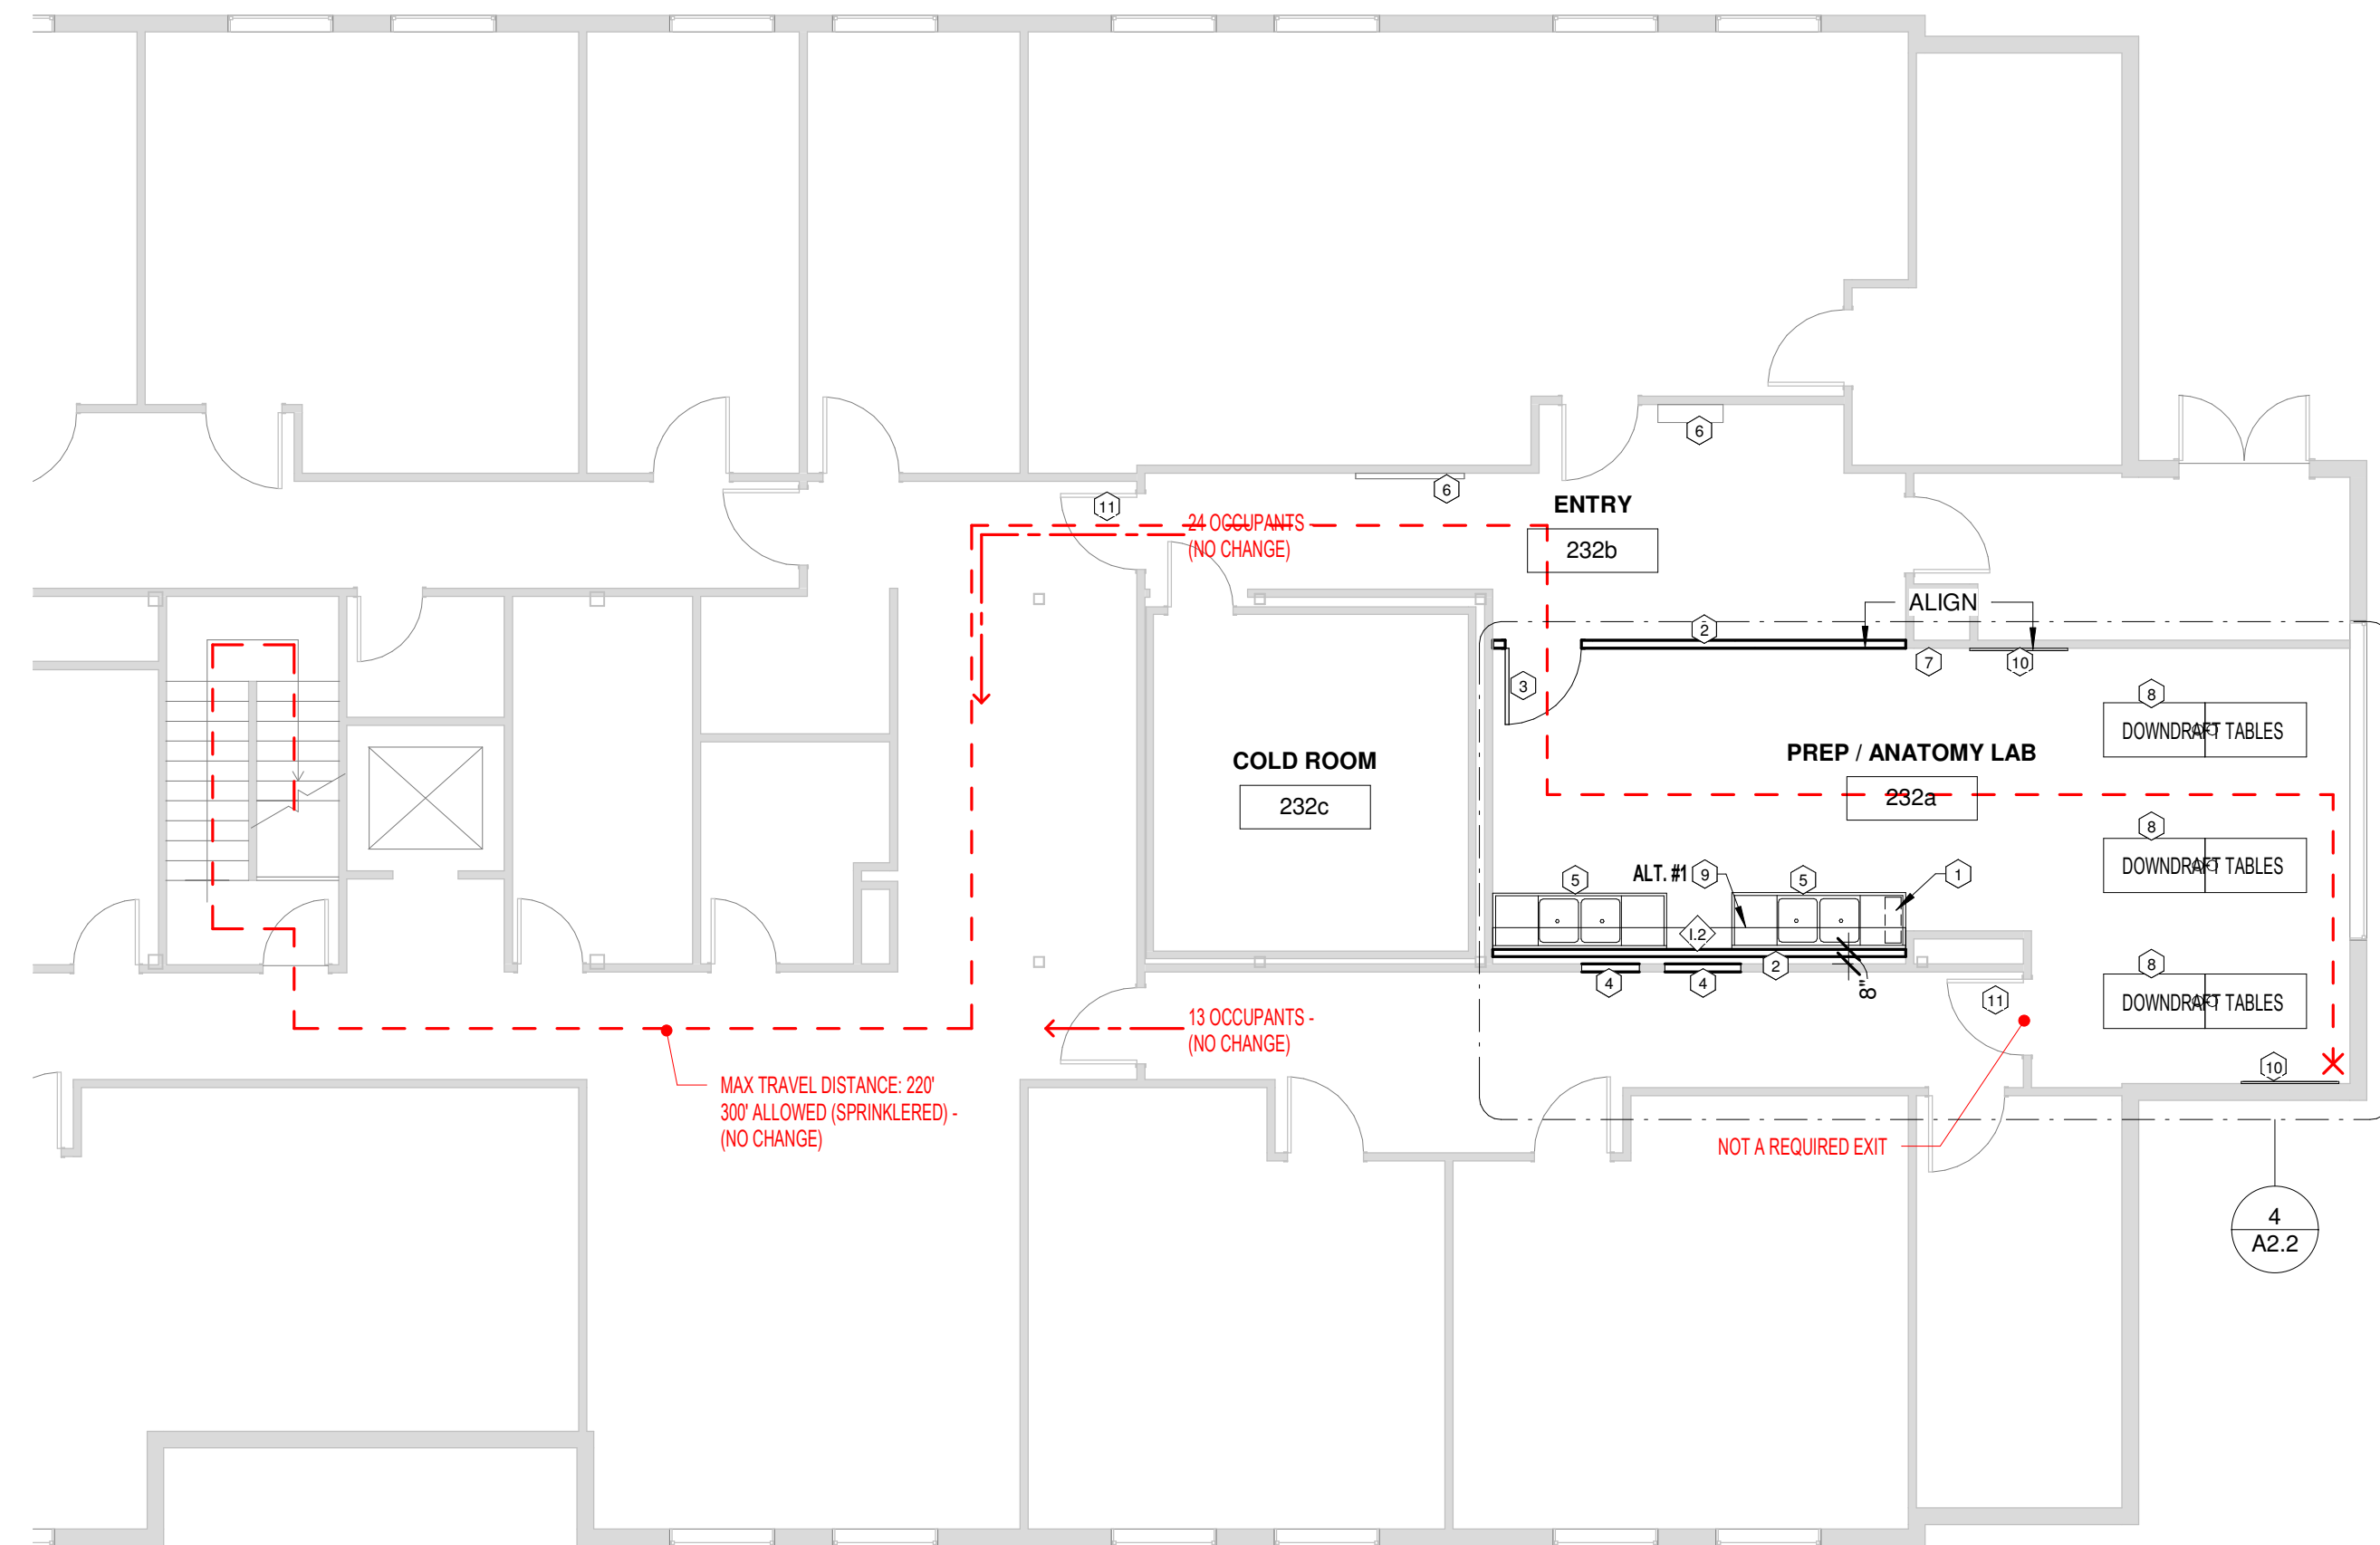 6
6
11
24 OCCUPANTS -
(NO CHANGE)
ENTRY
232b
ALIGN
2
7
10
3
8
DOWNDRAFT TABLES
COLD ROOM
232c
PREP / ANATOMY LAB
232a
8
DOWNDRAFT TABLES
5
ALT. #1
9
5
1
I.2
2
4
4
8"
8
DOWNDRAFT TABLES
11
13 OCCUPANTS -
(NO CHANGE)
10
MAX TRAVEL DISTANCE: 220'
300' ALLOWED (SPRINKLERED) -
(NO CHANGE)
NOT A REQUIRED EXIT
4
A2.2